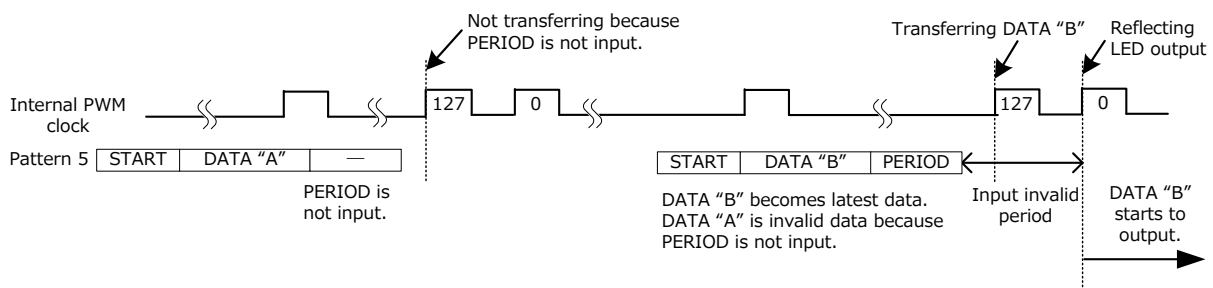 Not transferring because
PERIOD is not input.
Transferring DATA “B”
Reflecting
LED output
Internal PWM
clock
127
0
127
0
Pattern 5
START
DATA “A”
—
START
DATA “B”
PERIOD
PERIOD is
not input.
DATA “B” becomes latest data.
DATA “A” is invalid data because
PERIOD is not input.
Input invalid
period
DATA “B”
starts to
output.